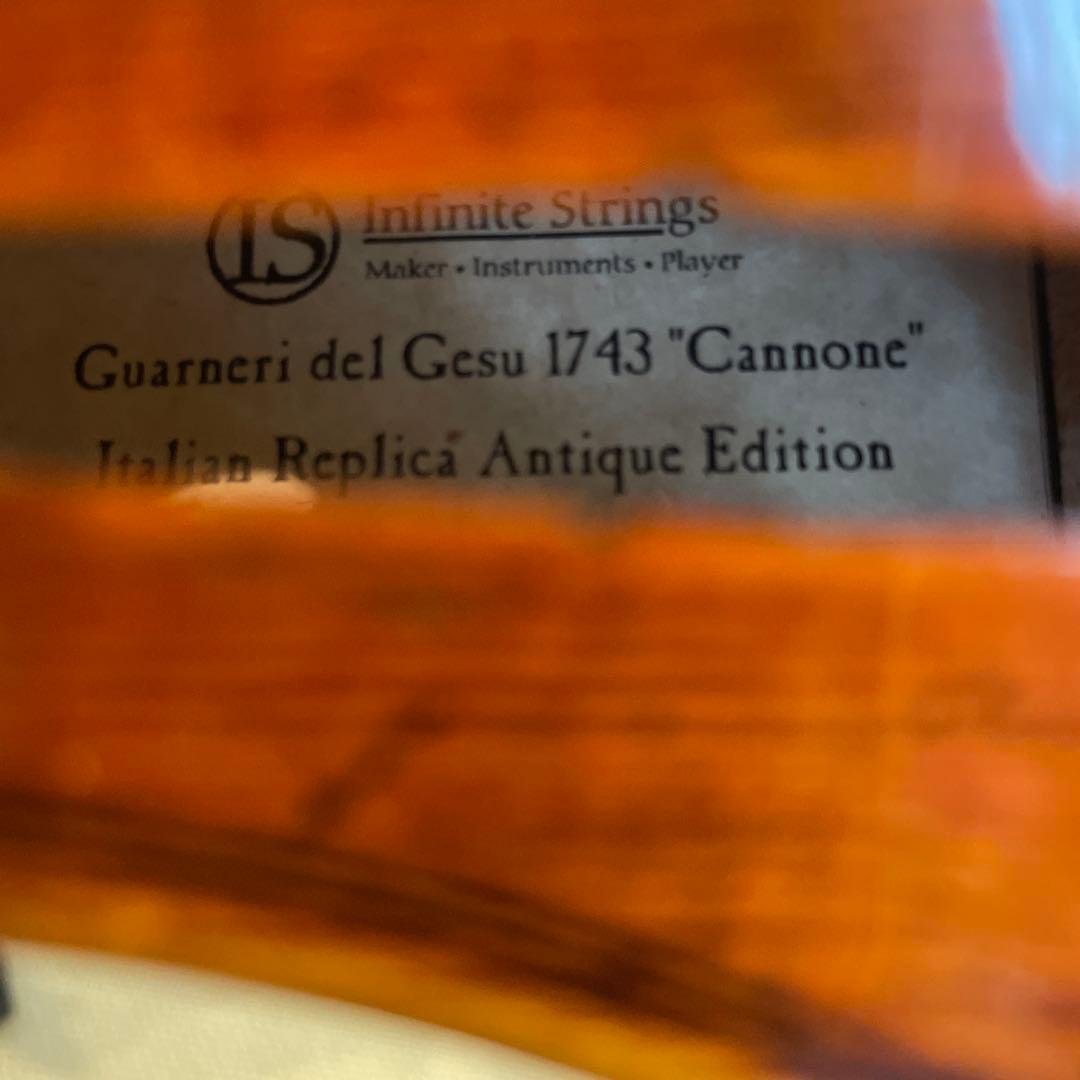 IS Infinite Strings
Maker • Instruments • Player
Guarneri del Gesu 1743 "Cannone"
Italian Replica Antique Edition